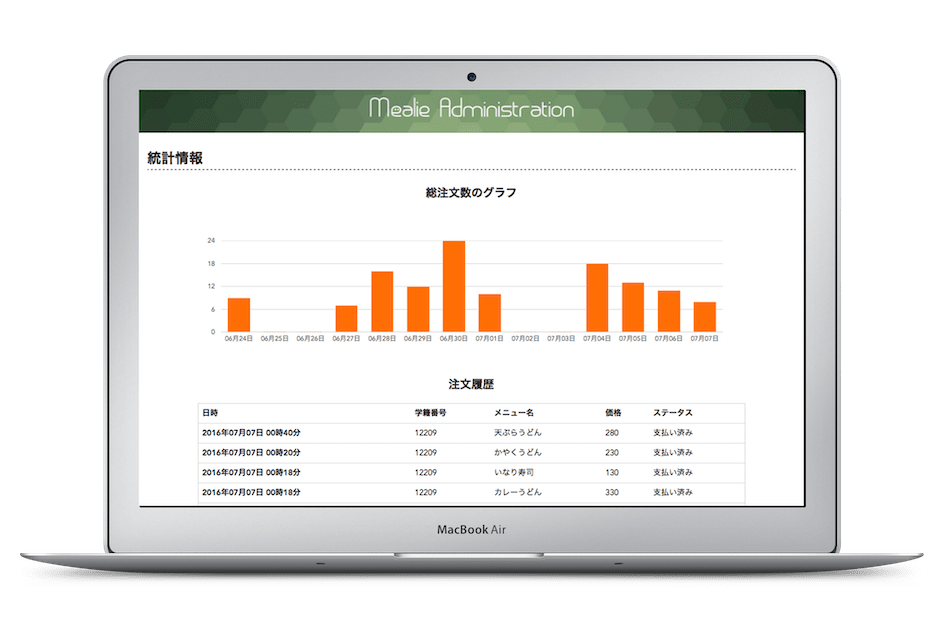 Mealie Administration
統計情報
総注文数のグラフ
24
18
12
6
0
06月24日 06月25日 06月26日 06月27日 06月28日 06月29日 06月30日 07月01日 07月02日 07月03日 07月04日 07月05日 07月06日 07月07日
注文履歴
日時 学籍番号 メニュー名 価格 ステータス
2016年07月07日 00時40分 12209 天ぷらうどん 280 支払い済み
2016年07月07日 00時20分 12209 かやくうどん 230 支払い済み
2016年07月07日 00時18分 12209 いなり寿司 130 支払い済み
2016年07月07日 00時18分 12209 カレーうどん 330 支払い済み
MacBook Air